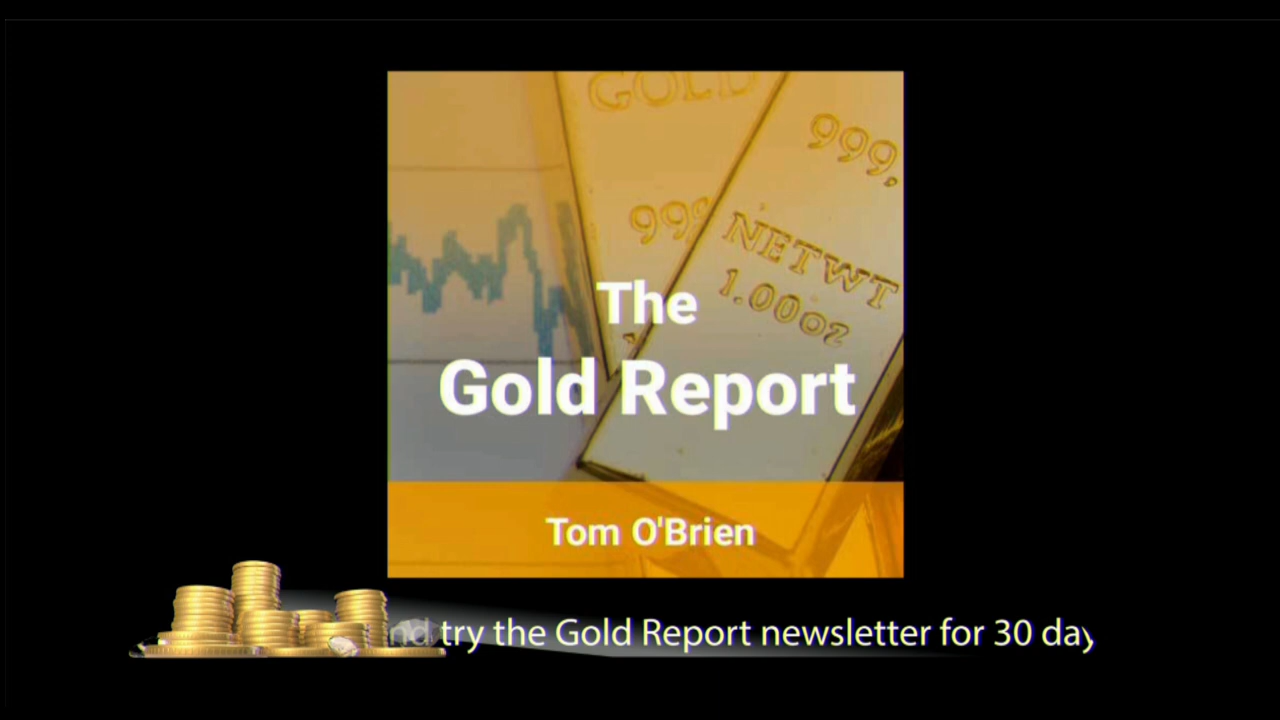 GOLD
999.
999
NETWT
1.00OZ
The
Gold Report
Tom O'Brien
try the Gold Report newsletter for 30